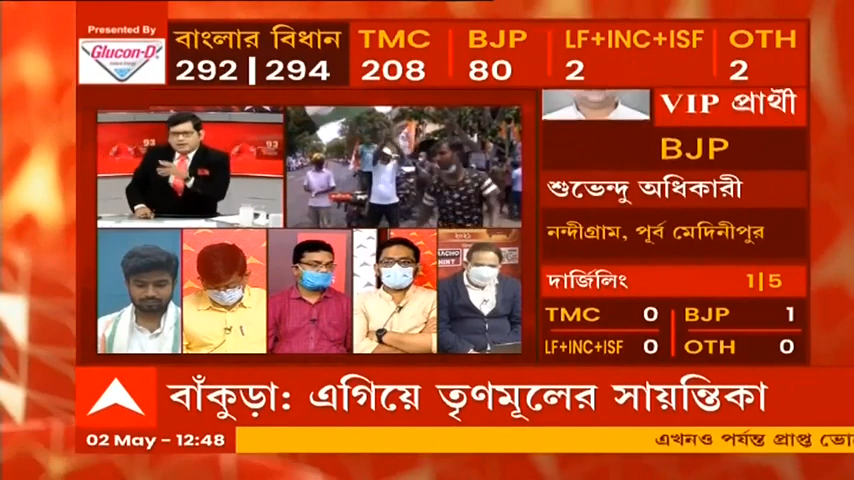 Presented By
Glucon-D
বাংলার বিধান
292 | 294
TMC
208
BJP
80
LF+INC+ISF
2
OTH
2
VIP প্রার্থী
BJP
শুভেন্দু অধিকারী
নন্দীগ্রাম, পূর্ব মেদিনীপুর
দার্জিলিং 1|5
TMC 0 BJP 1
LF+INC+ISF 0 OTH 0
বাঁকুড়া: এগিয়ে তৃণমূলের সায়ন্তিকা
02 May - 12:48
এখনও পর্যন্ত প্রাপ্ত ভো